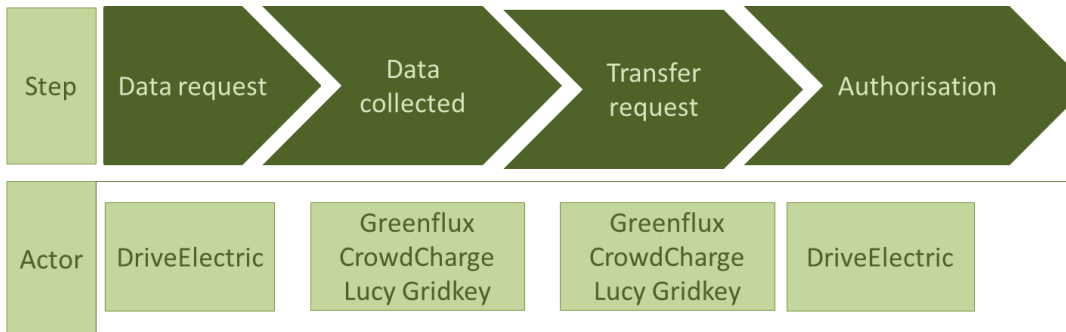 Step
Data request
Data
collected
Transfer
request
Authorisation
Actor
DriveElectric
Greenflux
CrowdCharge
Lucy Gridkey
Greenflux
CrowdCharge
Lucy Gridkey
DriveElectric